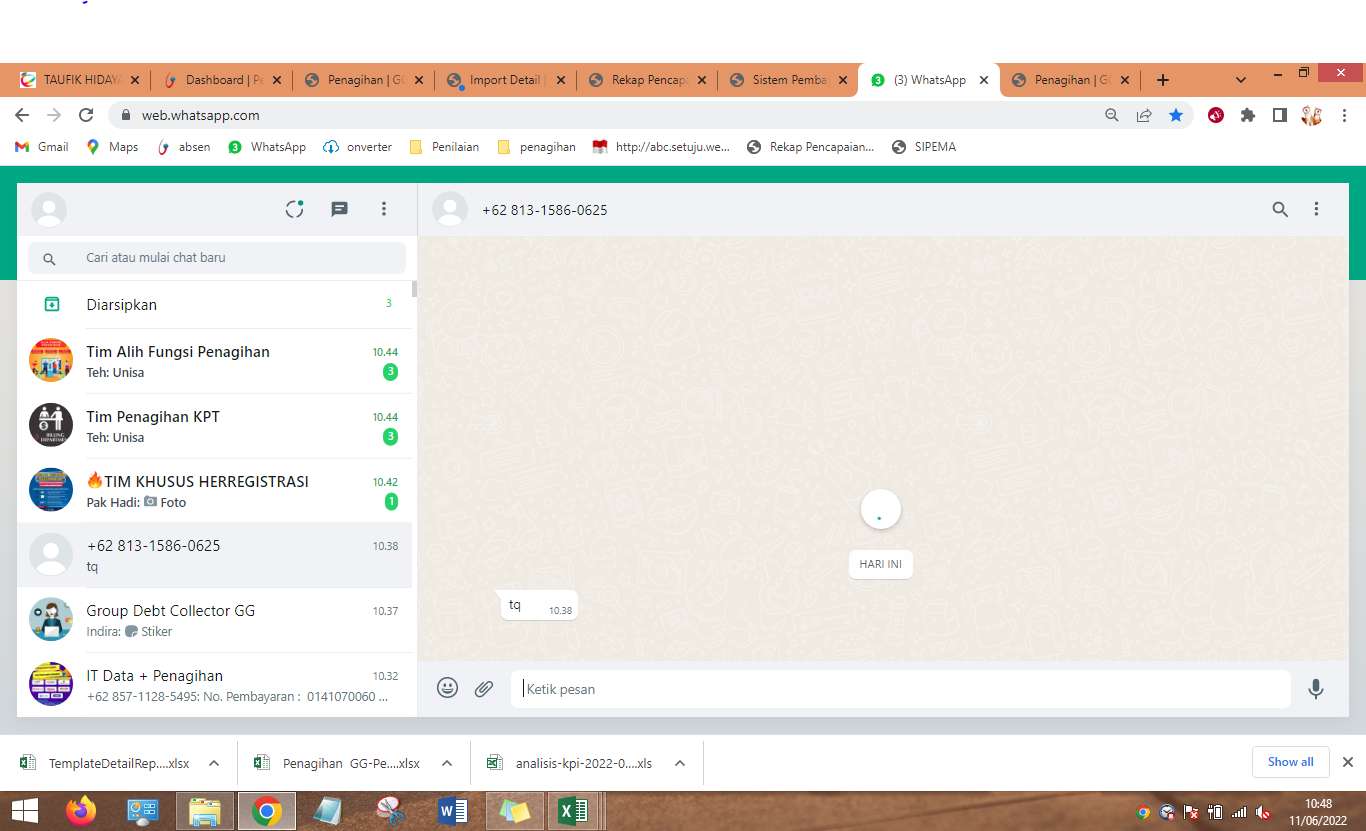 TAUFIK HIDAY
Dashboard | P
Penagihan | G
Import Detail |
Rekap Pencap
Sistem Pemba
(3) WhatsApp
Penagihan | G
web.whatsapp.com
Gmail
Maps
absen
WhatsApp
onverter
Penilaian
penagihan
http://abc.setuju.we...
Rekap Pencapaian...
SIPEMA
+62 813-1586-0625
Cari atau mulai chat baru
Diarsipkan
3
Tim Alih Fungsi Penagihan
10.44
Teh: Unisa
3
Tim Penagihan KPT
10.44
Teh: Unisa
3
🔥TIM KHUSUS HERREGISTRASI
10.42
Pak Hadi: 📷 Foto
1
+62 813-1586-0625
10.38
tq
Group Debt Collector GG
10.37
Indira: Stiker
IT Data + Penagihan
10.32
+62 857-1128-5495: No. Pembayaran : 0141070060 ...
HARI INI
tq
10.38
Ketik pesan
TemplateDetailRep....xlsx
Penagihan GG-Pe....xlsx
analisis-kpi-2022-0....xls
Show all
10:48
11/06/2022